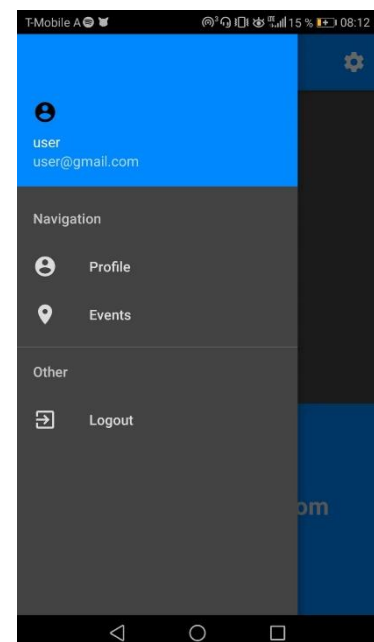 T-Mobile A 15 % 08:12
user
user@gmail.com
Navigation
Profile
Events
Other
Logout
om